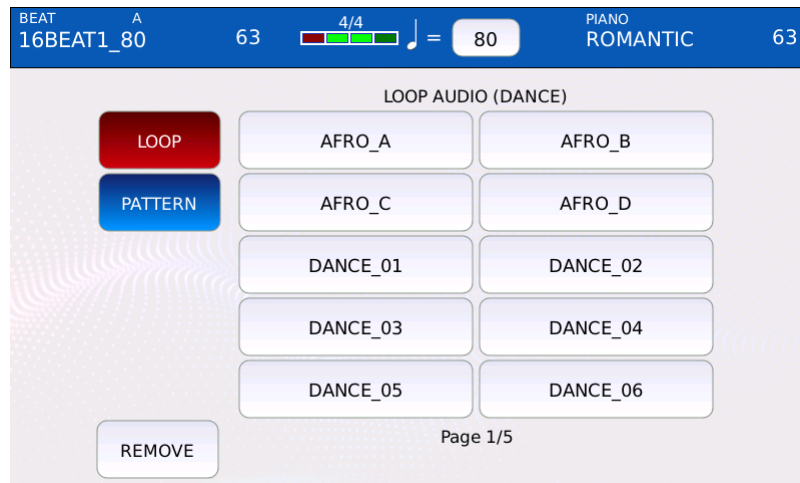 BEAT A 4/4 PIANO
16BEAT1_80 63 = 80 ROMANTIC 63
LOOP AUDIO (DANCE)
LOOP AFRO_A AFRO_B
PATTERN AFRO_C AFRO_D
DANCE_01 DANCE_02
DANCE_03 DANCE_04
DANCE_05 DANCE_06
Page 1/5
REMOVE